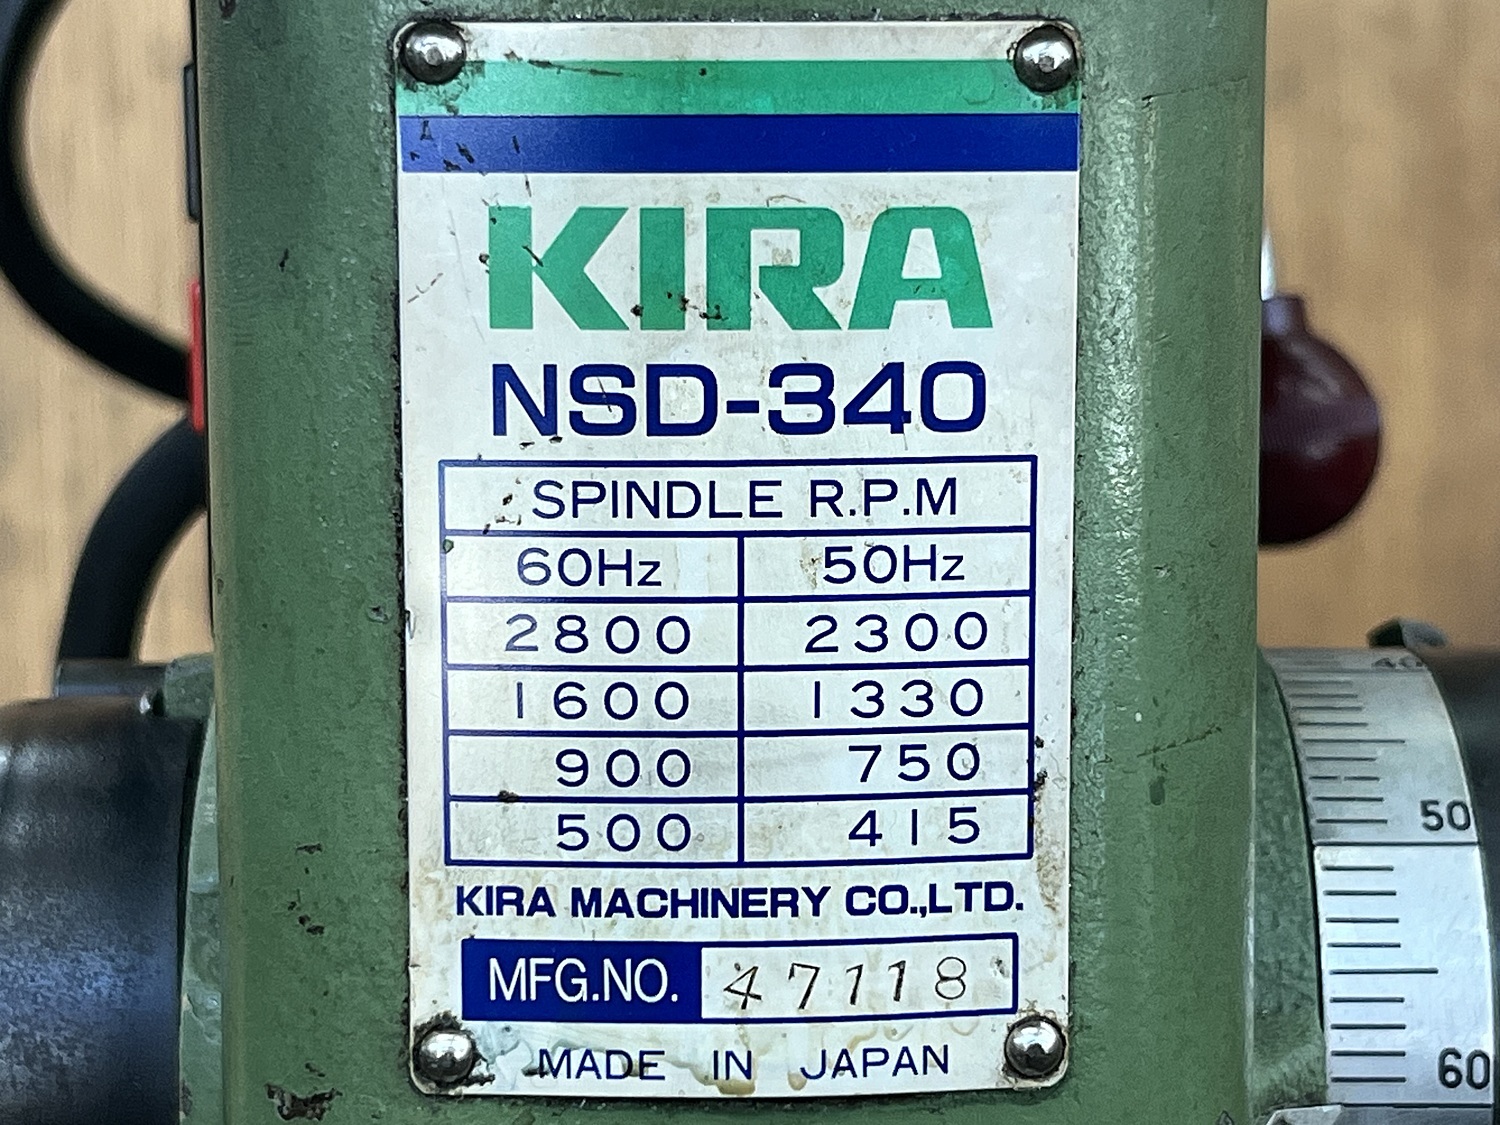 KIRA
NSD-340
SPINDLE R.P.M
60Hz 50Hz
2800 2300
1600 1330
900 750
500 415
KIRA MACHINERY CO.,LTD.
MFG.NO. 47118
MADE IN JAPAN
40
50
60